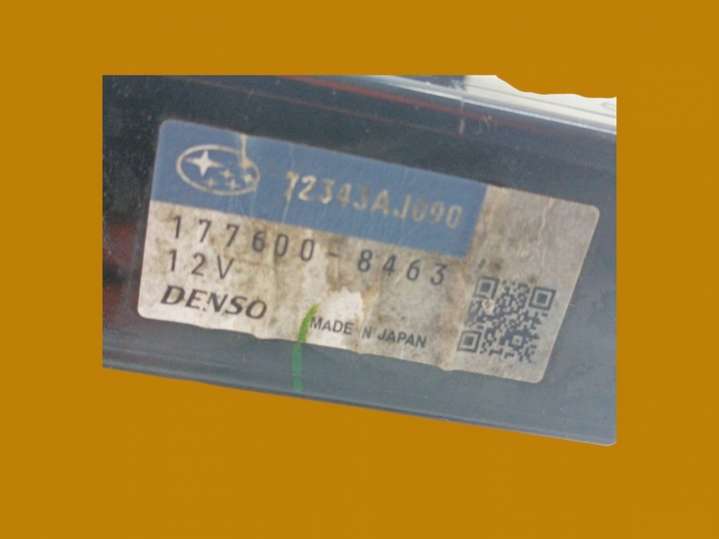 72343AJ090
177600-8463
12V
DENSO
MADE IN JAPAN